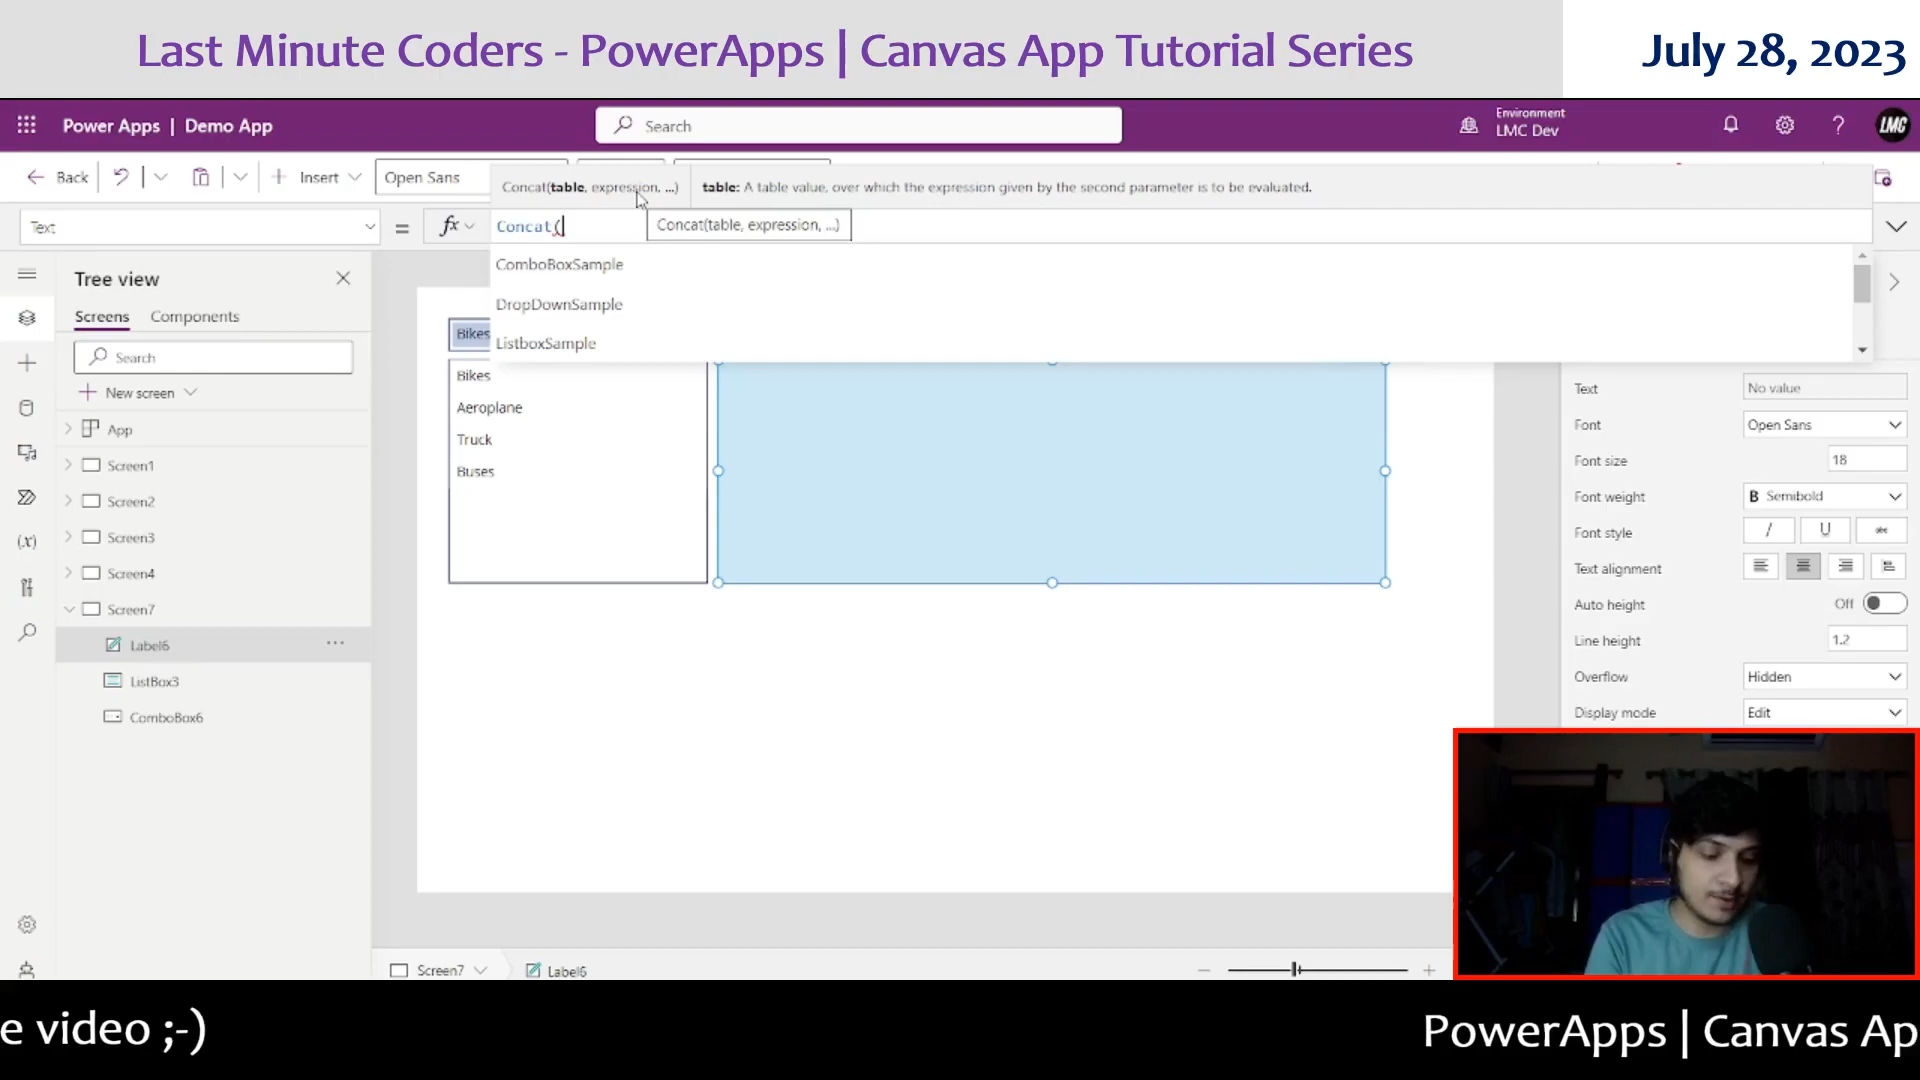 Last Minute Coders - PowerApps | Canvas App Tutorial Series
July 28, 2023
Power Apps | Demo App
Search
Environment
LMC Dev
LMG
Back
Insert
Open Sans
Concat(table, expression, ...)
table: A table value, over which the expression given by the second parameter is to be evaluated.
Text
=
fx
Concat(
Concat(table, expression, ...)
ComboBoxSample
DropDownSample
ListboxSample
Tree view
Screens
Components
Search
New screen
App
Screen1
Screen2
Screen3
Screen4
Screen7
Label6
ListBox3
ComboBox6
Bikes
Bikes
Aeroplane
Truck
Buses
Text
No value
Font
Open Sans
Font size
18
Font weight
B Semibold
Font style
/ U abc
Text alignment
Auto height
Off
Line height
1.2
Overflow
Hidden
Display mode
Edit
Screen7
Label6
e video ;-)
PowerApps | Canvas Ap